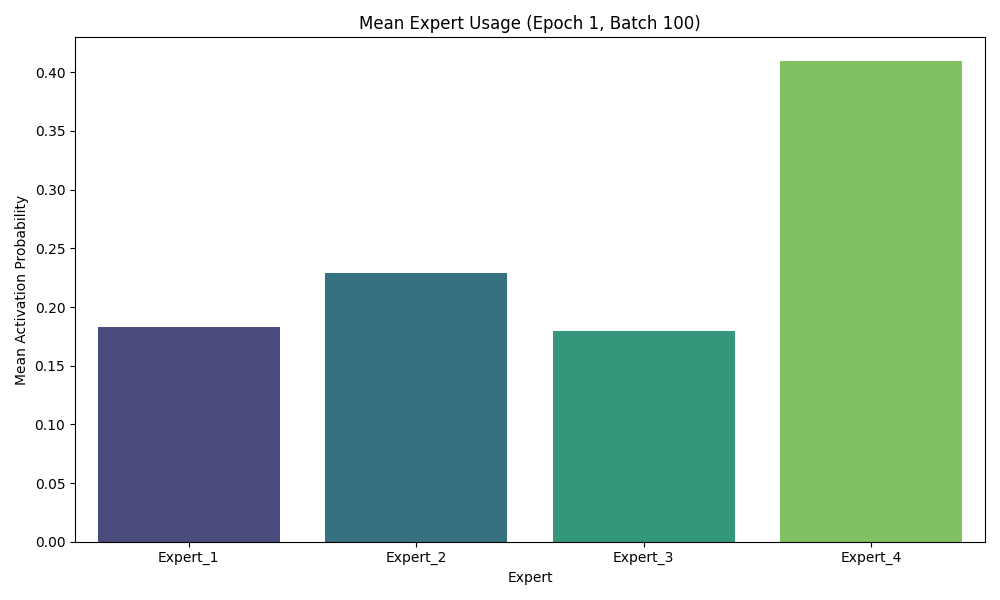 Mean Expert Usage (Epoch 1, Batch 100)
Mean Activation Probability
0.40
0.35
0.30
0.25
0.20
0.15
0.10
0.05
0.00
Expert_1
Expert_2
Expert_3
Expert_4
Expert